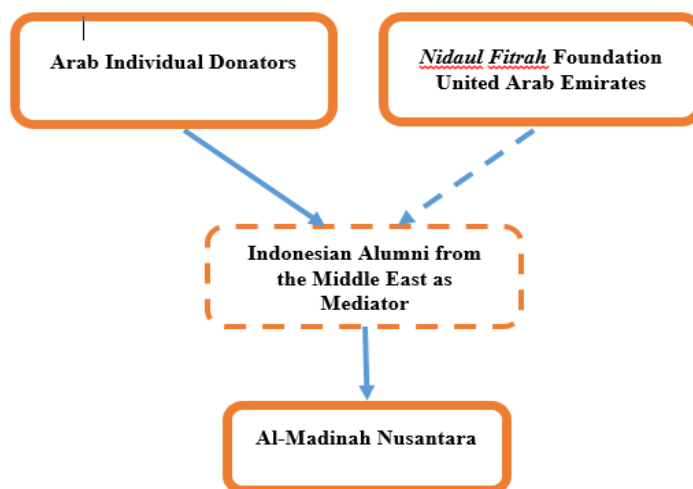 Arab Individual Donators
Nidaul Fitrah Foundation
United Arab Emirates
Indonesian Alumni from
the Middle East as
Mediator
Al-Madinah Nusantara